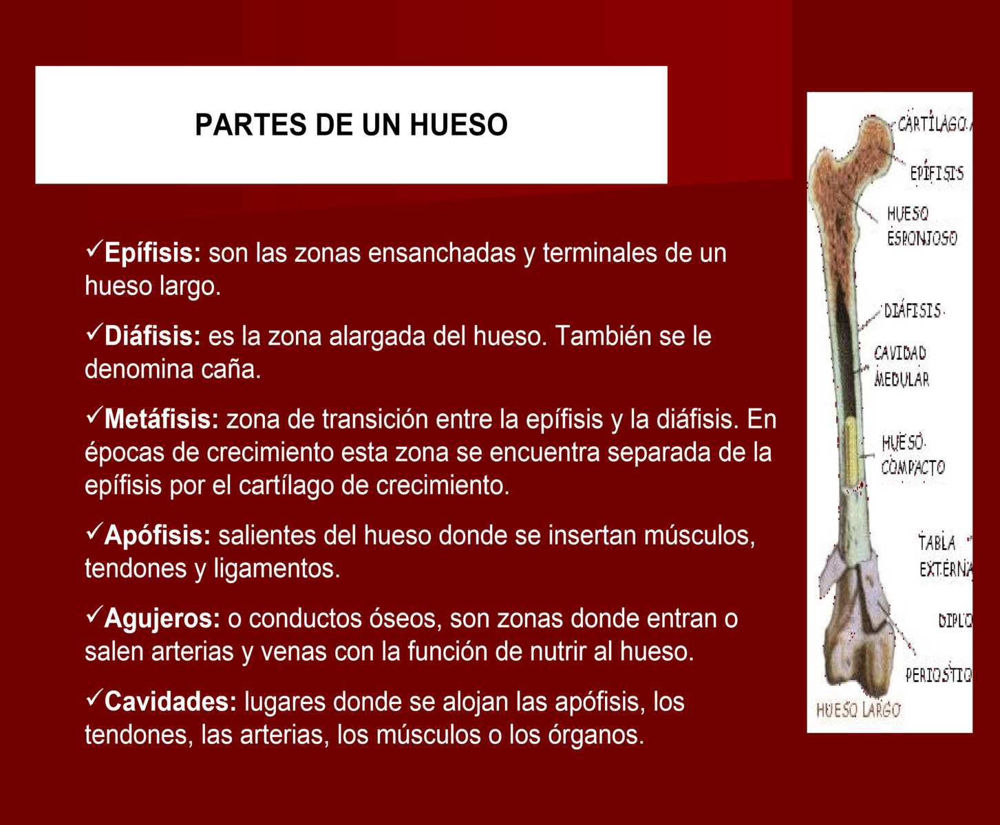 PARTES DE UN HUESO
✓Epífisis: son las zonas ensanchadas y terminales de un
hueso largo.
✓Diáfisis: es la zona alargada del hueso. También se le
denomina caña.
✓Metáfisis: zona de transición entre la epífisis y la diáfisis. En
épocas de crecimiento esta zona se encuentra separada de la
epífisis por el cartílago de crecimiento.
✓Apófisis: salientes del hueso donde se insertan músculos,
tendones y ligamentos.
✓Agujeros: o conductos óseos, son zonas donde entran o
salen arterias y venas con la función de nutrir al hueso.
✓Cavidades: lugares donde se alojan las apófisis, los
tendones, las arterias, los músculos o los órganos.
CARTÍLAGO
EPÍFISIS
HUESO
ESPONJOSO
DIÁFISIS
CAVIDAD
MEDULAR
HUESO
COMPACTO
TABLA
EXTERNA
PERIOSTIO
HUESO LARGO